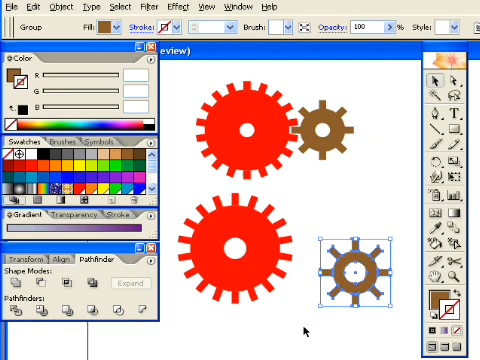 File Edit Object Type Select Filter Effect View Window Help
Group Fill: Stroke: Brush: Opacity: 100 Style:
eview)
Color
R
G
B
Swatches Brushes Symbols
Gradient Transparency Stroke
Transform Align Pathfinder
Shape Modes:
Expand
Pathfinders:
T